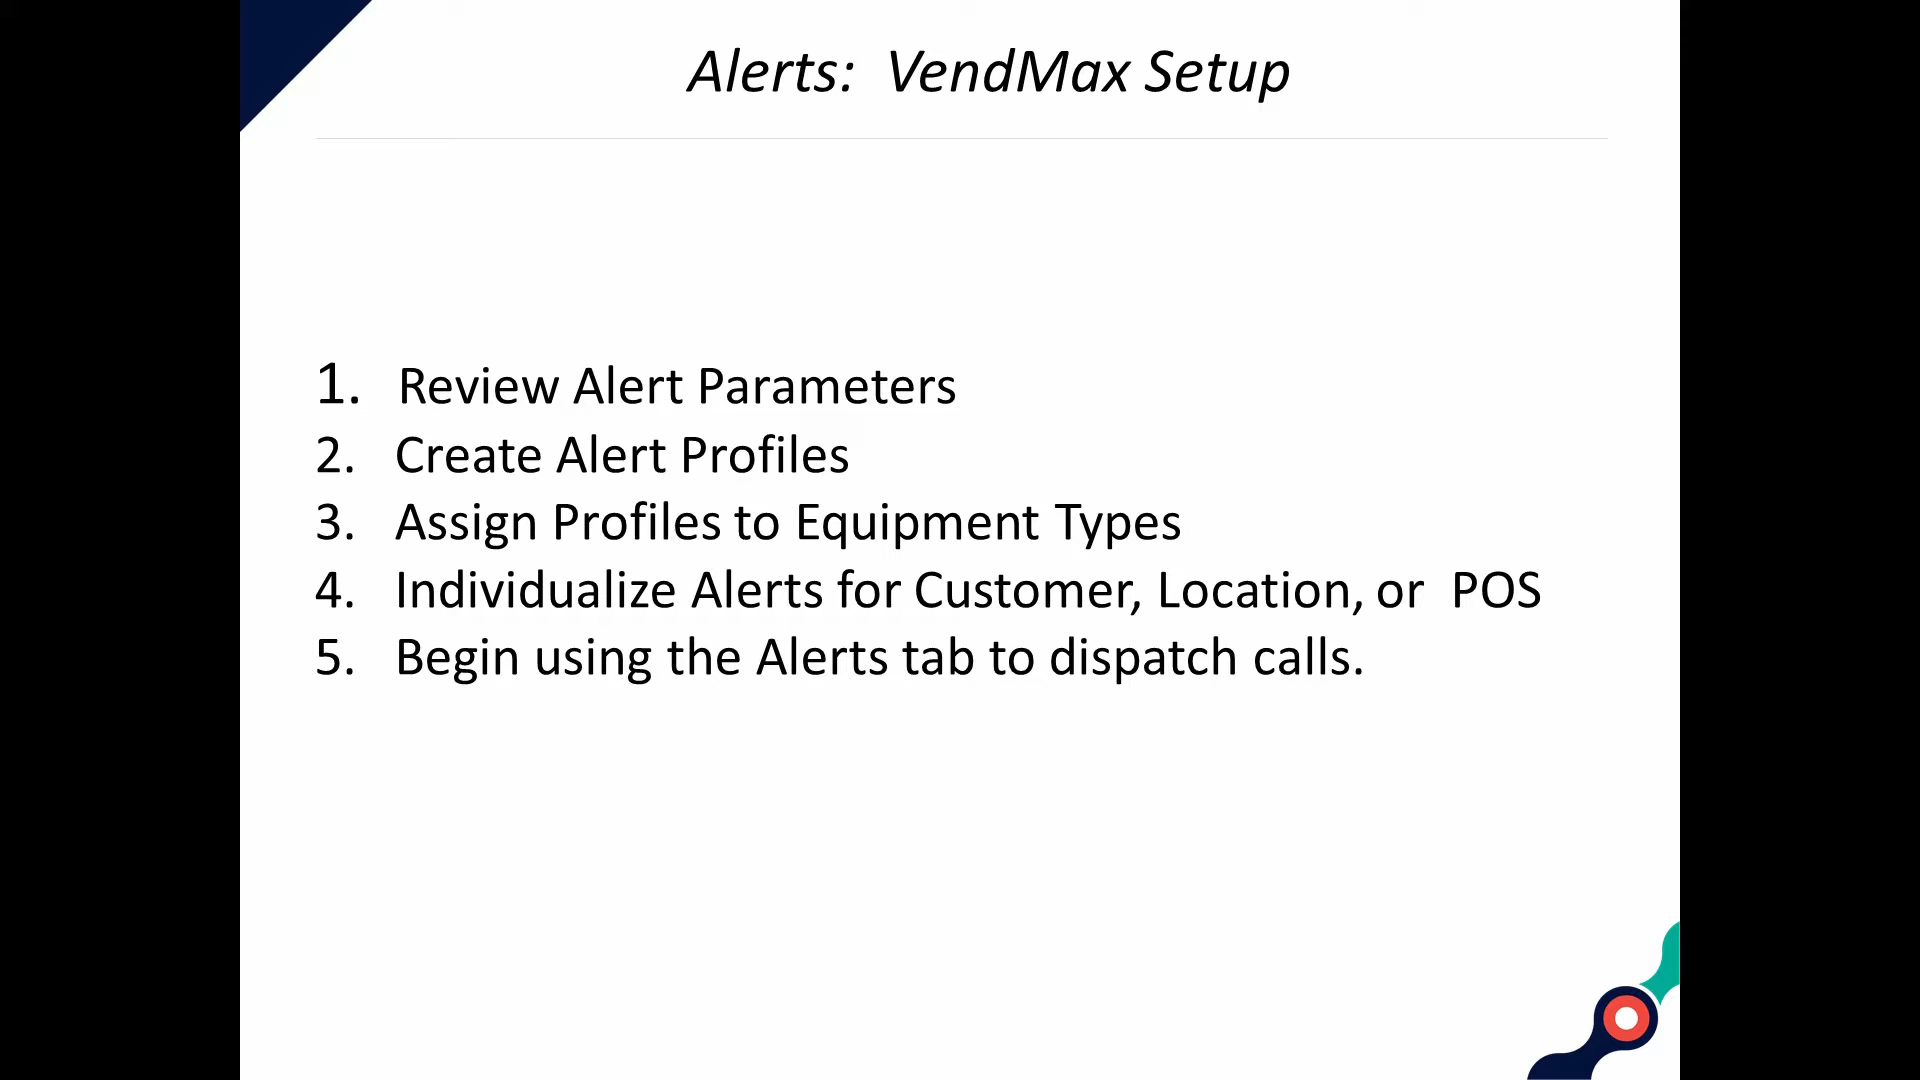 Alerts:  VendMax Setup
1. Review Alert Parameters
2. Create Alert Profiles
3. Assign Profiles to Equipment Types
4. Individualize Alerts for Customer, Location, or  POS
5. Begin using the Alerts tab to dispatch calls.